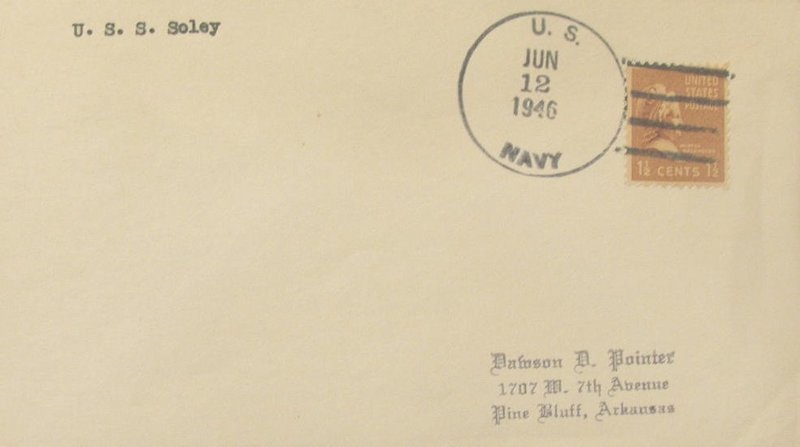 U. S. S. Soley
U. S.
JUN
12
1946
NAVY
UNITED
STATES
POSTAGE
1½ CENTS 1½
Dawson D. Pointer
1707 W. 7th Avenue
Pine Bluff, Arkansas